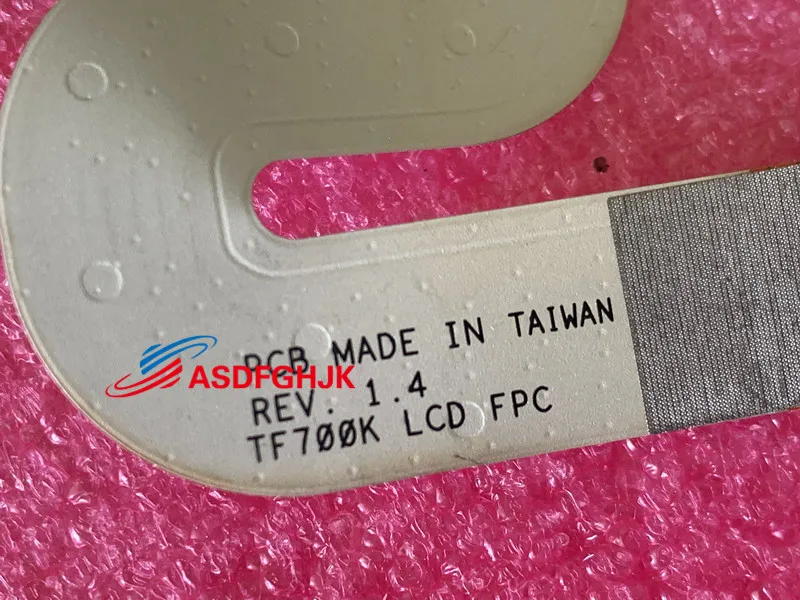 PCB MADE IN TAIWAN
ASDFGHJK
REV. 1.4
TF700K LCD FPC